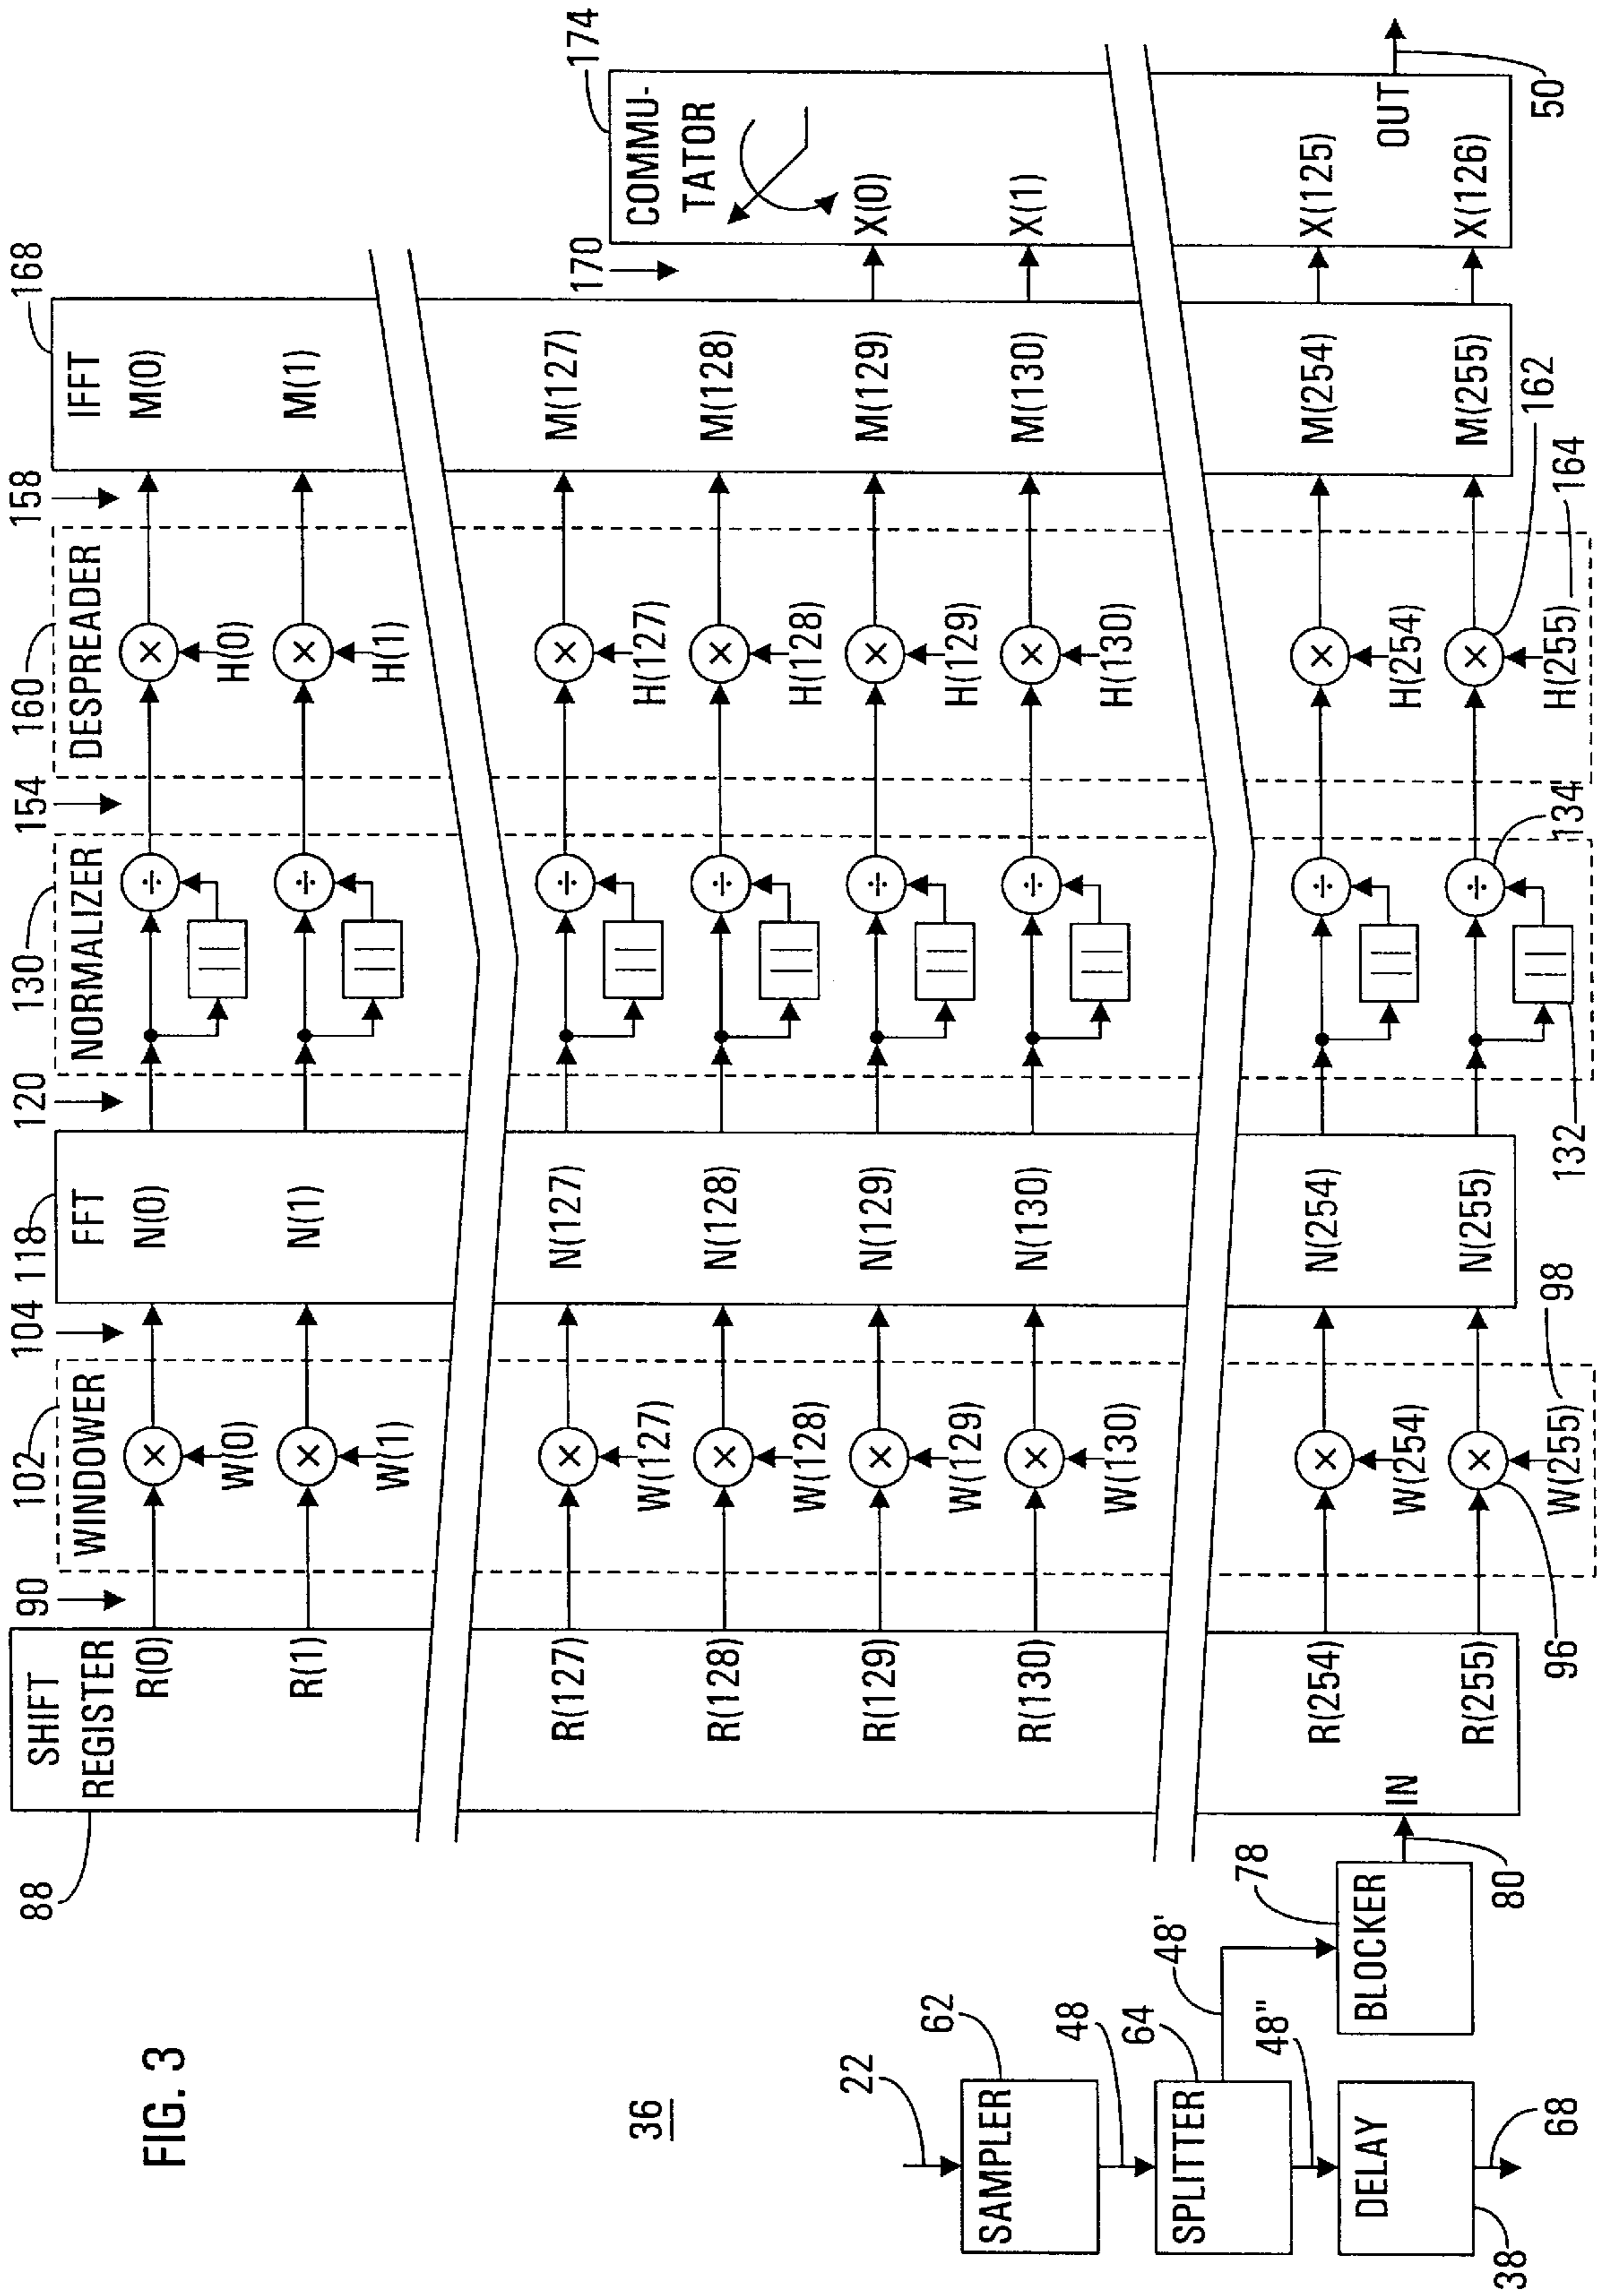 FIG. 3
36
22
SAMPLER
62
48
SPLITTER
64
48'
48"
DELAY
38
68
BLOCKER
78
80
88
SHIFT
REGISTER
R(0)
R(1)
R(127)
R(128)
R(129)
R(130)
R(254)
R(255)
IN
90
102
WINDOWER
W(0)
W(1)
W(127)
W(128)
W(129)
W(130)
W(254)
W(255)
96
98
104
118
FFT
N(0)
N(1)
N(127)
N(128)
N(129)
N(130)
N(254)
N(255)
120
130
NORMALIZER
÷
÷
÷
÷
÷
÷
÷
÷
132
134
154
160
DESPREADER
H(0)
H(1)
H(127)
H(128)
H(129)
H(130)
H(254)
H(255)
162
164
158
168
IFFT
M(0)
M(1)
M(127)
M(128)
M(129)
M(130)
M(254)
M(255)
170
174
COMMU-
TATOR
X(0)
X(1)
X(125)
X(126)
OUT
50